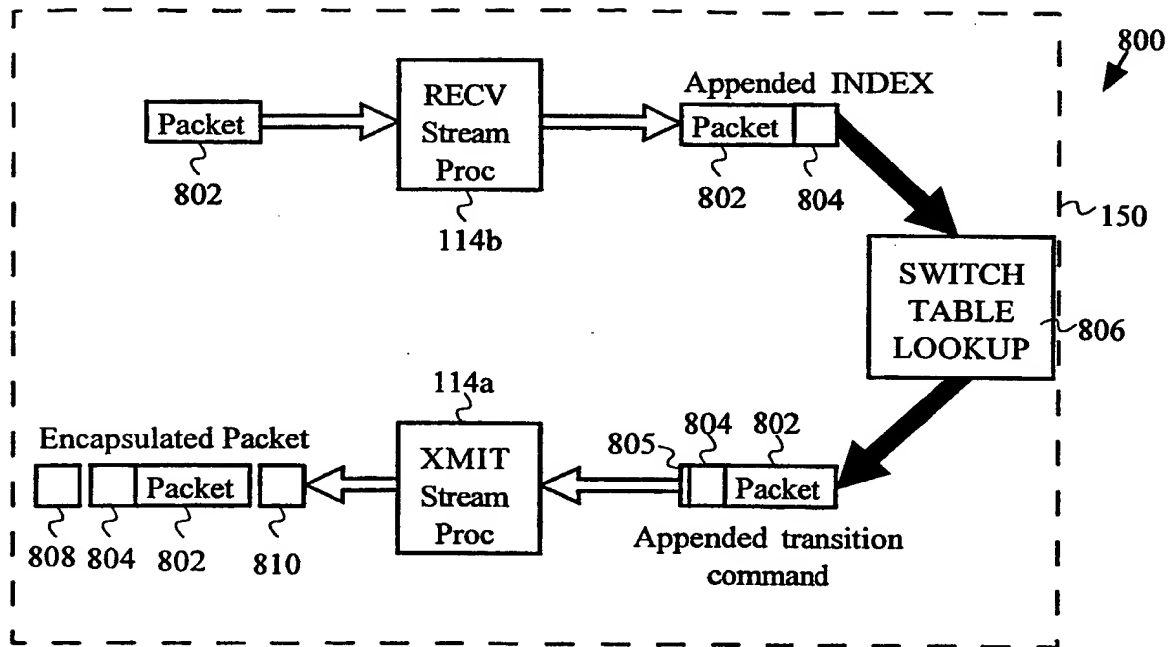 800
Packet
802
RECV
Stream
Proc
114b
Appended INDEX
Packet
802
804
150
SWITCH
TABLE
LOOKUP
806
114a
XMIT
Stream
Proc
805
804
802
Packet
Appended transition
command
Encapsulated Packet
Packet
808
804
802
810